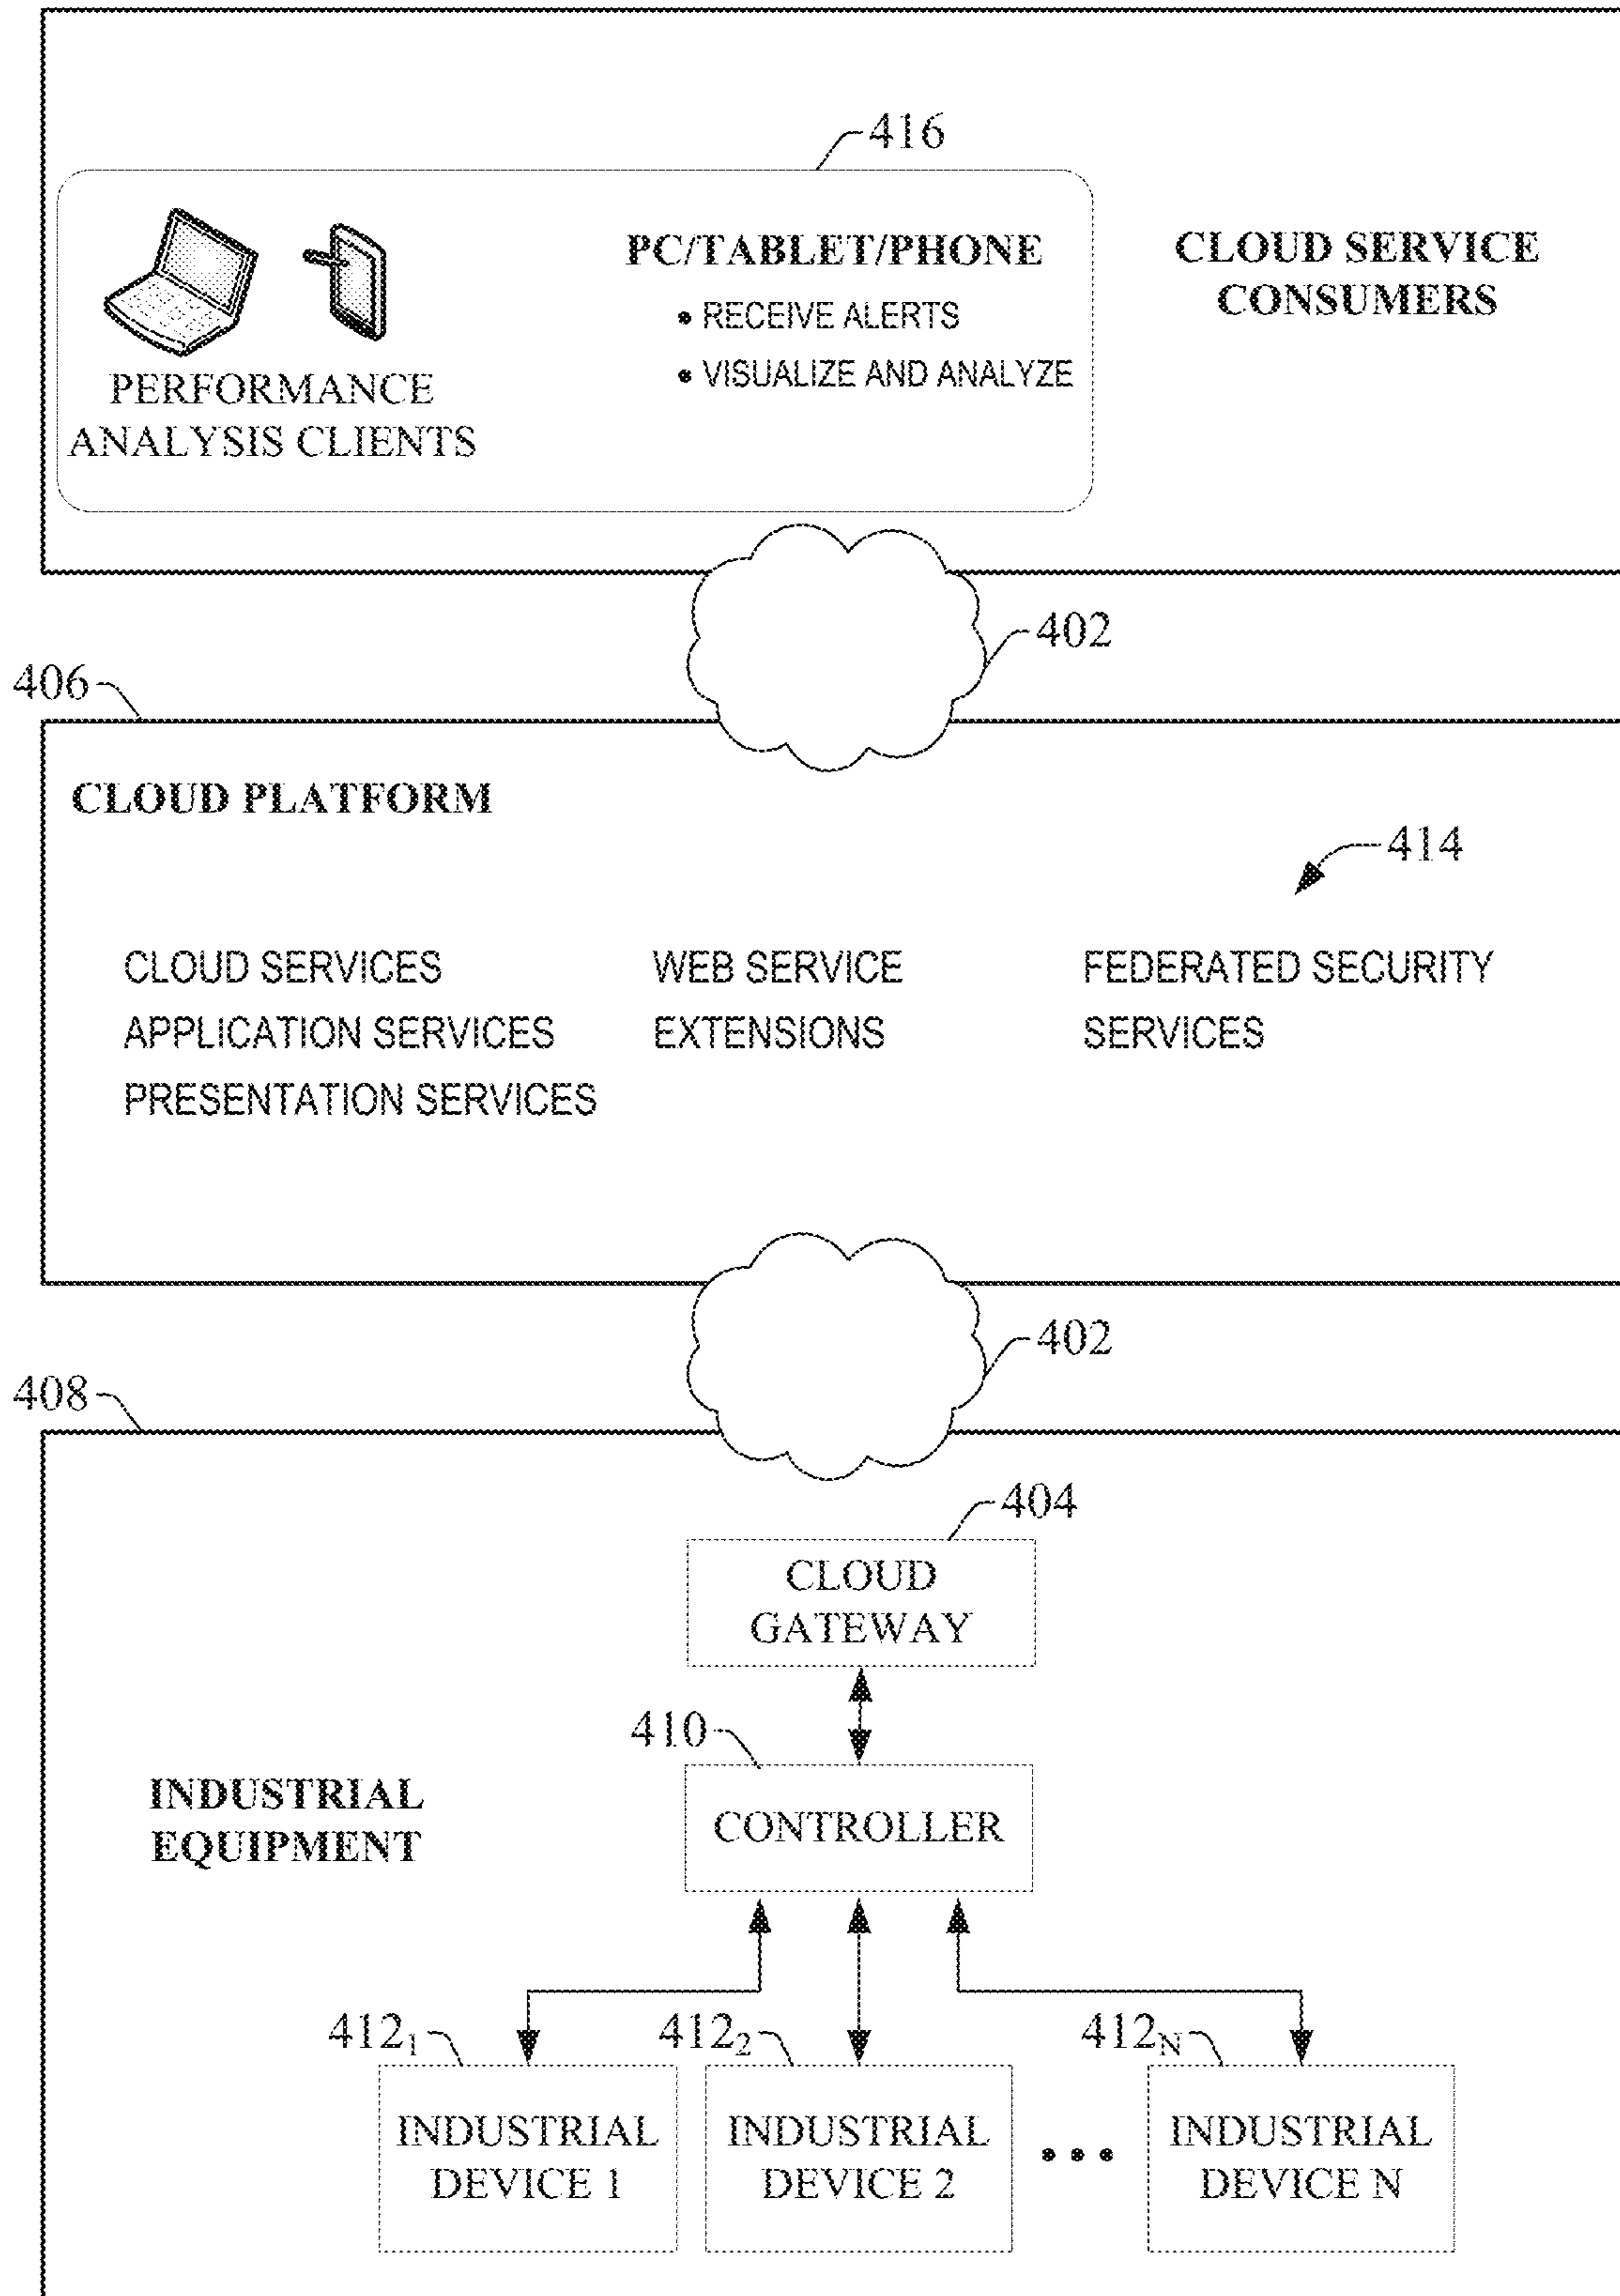 416
PC/TABLET/PHONE
• RECEIVE ALERTS
• VISUALIZE AND ANALYZE
PERFORMANCE
ANALYSIS CLIENTS
CLOUD SERVICE
CONSUMERS
402
406
CLOUD PLATFORM
414
CLOUD SERVICES
APPLICATION SERVICES
PRESENTATION SERVICES
WEB SERVICE
EXTENSIONS
FEDERATED SECURITY
SERVICES
402
408
404
CLOUD
GATEWAY
410
CONTROLLER
INDUSTRIAL
EQUIPMENT
412₁
412₂
412ₙ
INDUSTRIAL
DEVICE 1
INDUSTRIAL
DEVICE 2
• • •
INDUSTRIAL
DEVICE N